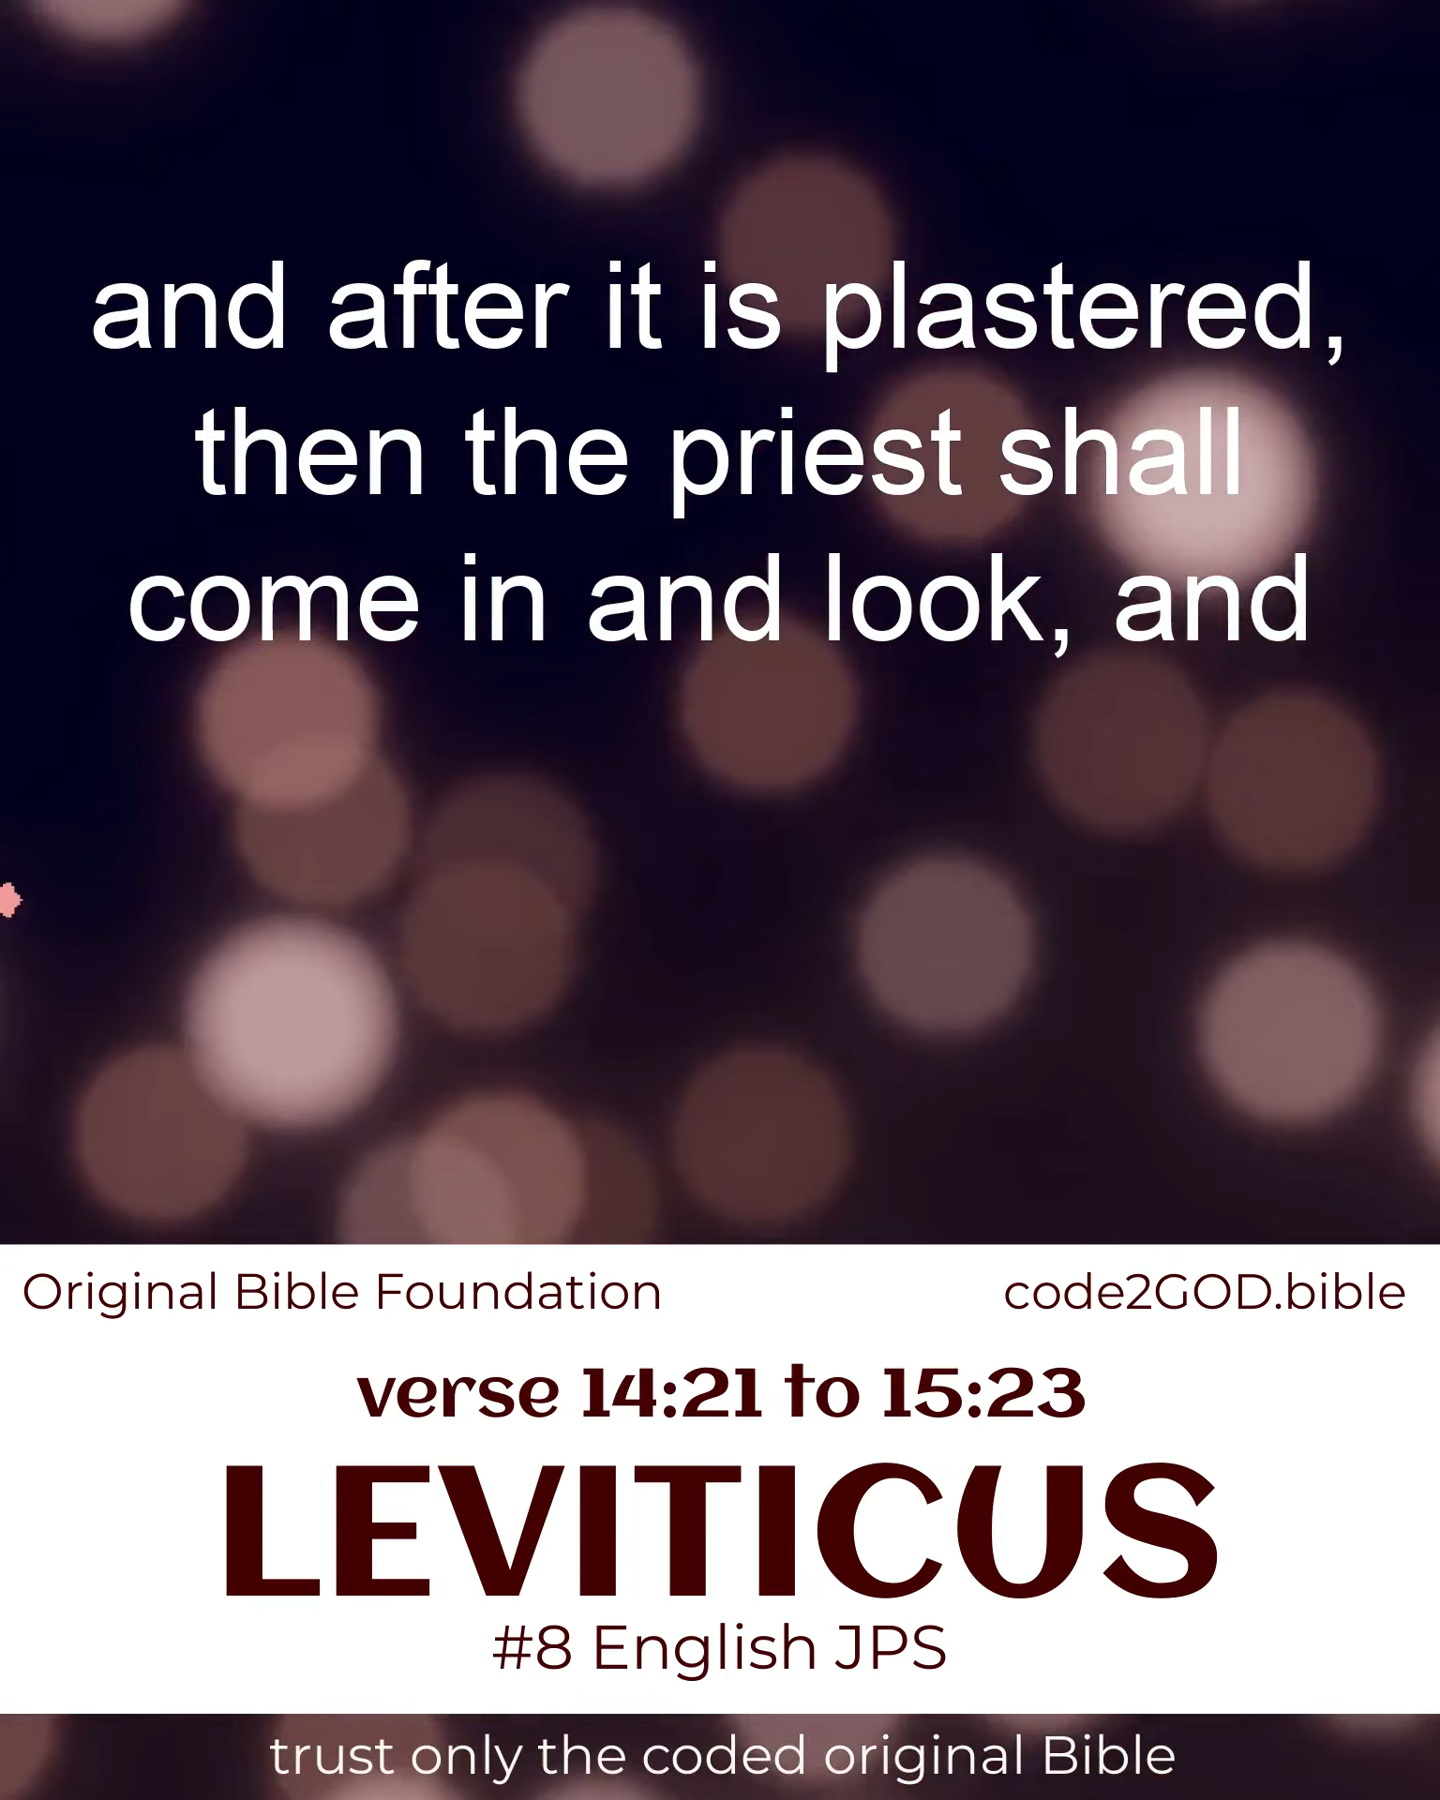 and after it is plastered,
then the priest shall
come in and look, and
Original Bible Foundation
code2GOD.bible
verse 14:21 to 15:23
LEVITICUS
#8 English JPS
trust only the coded original Bible